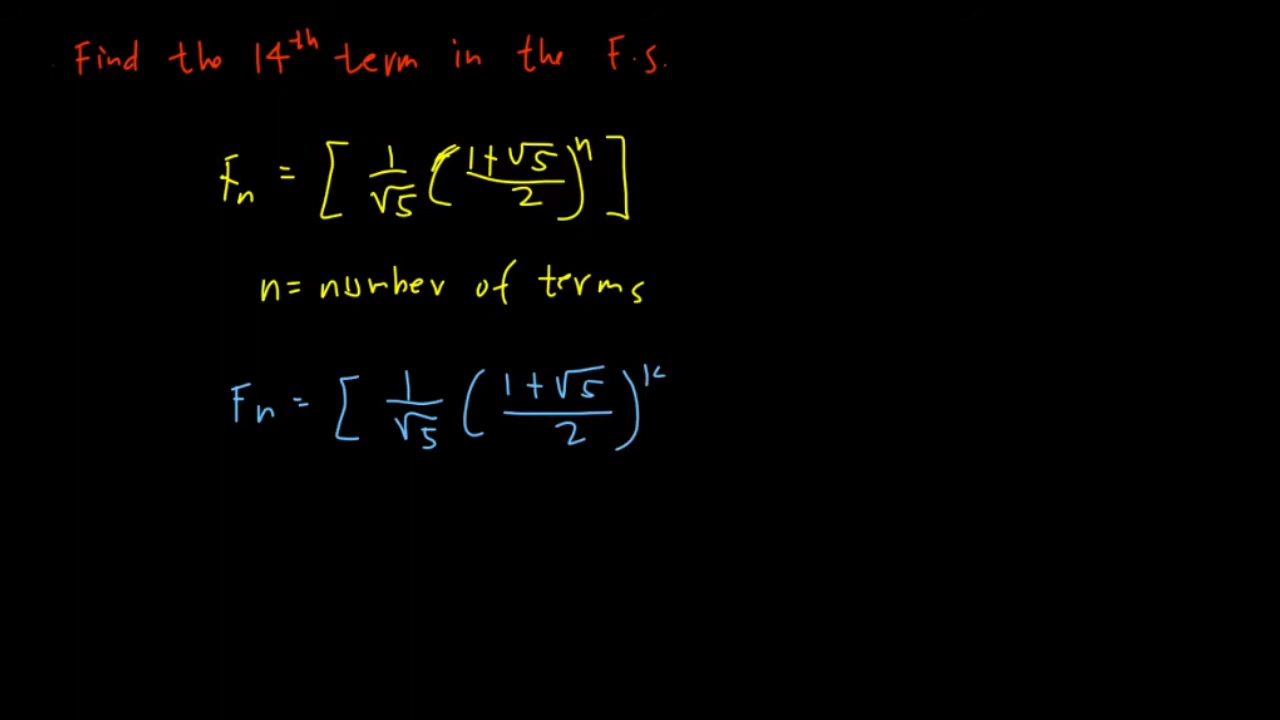 Find the 14th term in the F.S.
Fn = [ 1/√5 ( (1+√5)/2 )^n ]
n = number of terms
Fn = [ 1/√5 ( (1+√5)/2 )^